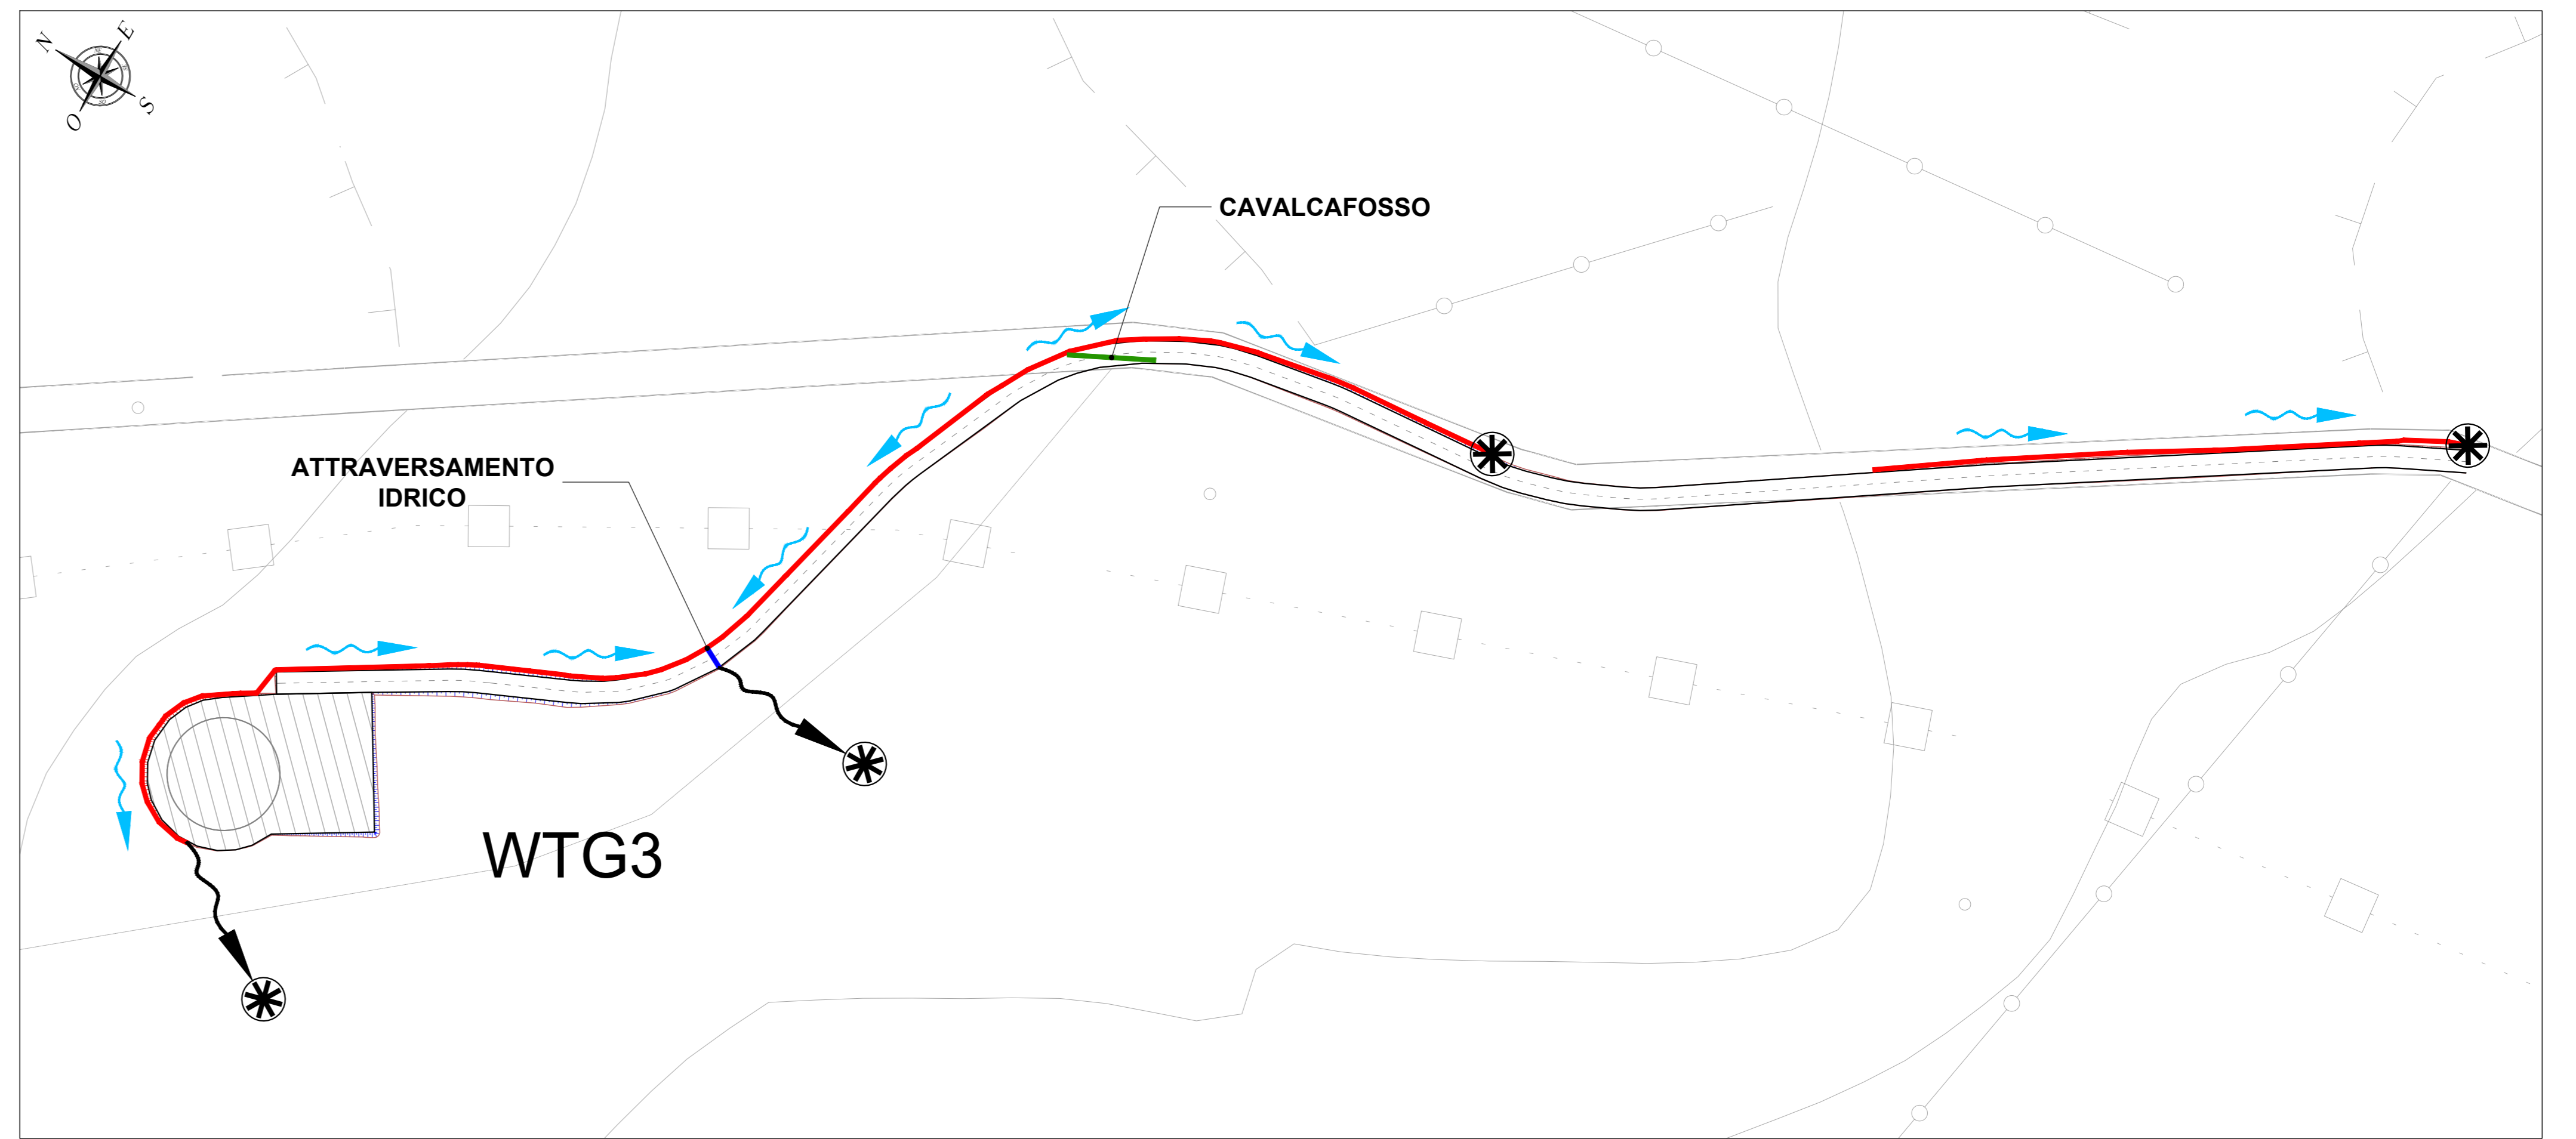 N
E
O
S
CAVALCAFOSSO
ATTRAVERSAMENTO
IDRICO
WTG3